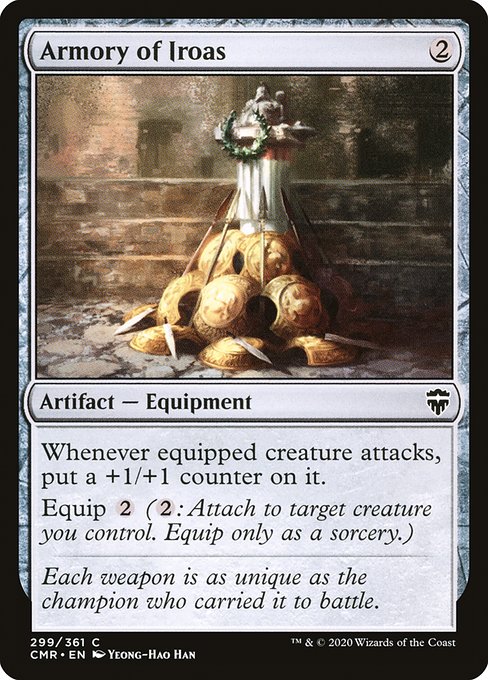 Armory of Iroas 2
Artifact — Equipment
Whenever equipped creature attacks,
put a +1/+1 counter on it.
Equip 2 (2: Attach to target creature
you control. Equip only as a sorcery.)
Each weapon is as unique as the
champion who carried it to battle.
299/361 C
™ & © 2020 Wizards of the Coast
CMR • EN Yeong-Hao Han